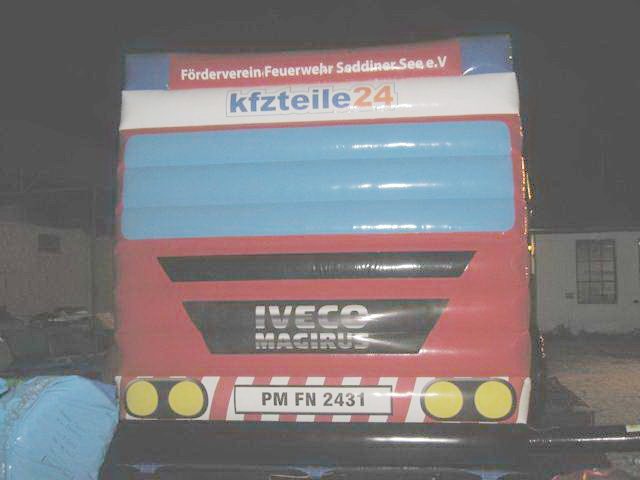 Förderverein Feuerwehr Saddiner See e.V
kfzteile24
IVECO
MAGIRUS
PM FN 2431